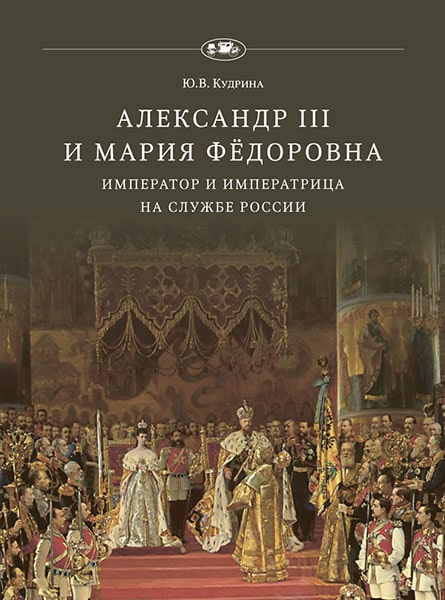 Ю.В. Кудрина
АЛЕКСАНДР III
И МАРИЯ ФЁДОРОВНА
ИМПЕРАТОР И ИМПЕРАТРИЦА
НА СЛУЖБЕ РОССИИ